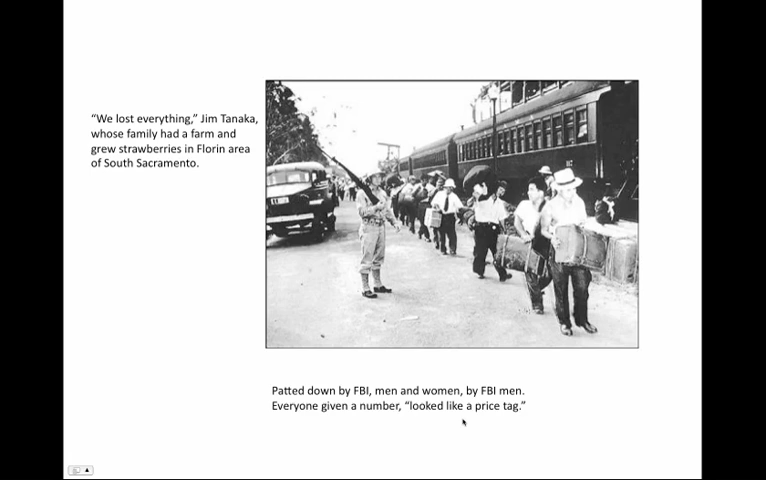 “We lost everything,” Jim Tanaka,
whose family had a farm and
grew strawberries in Florin area
of South Sacramento.
Patted down by FBI, men and women, by FBI men.
Everyone given a number, “looked like a price tag.”